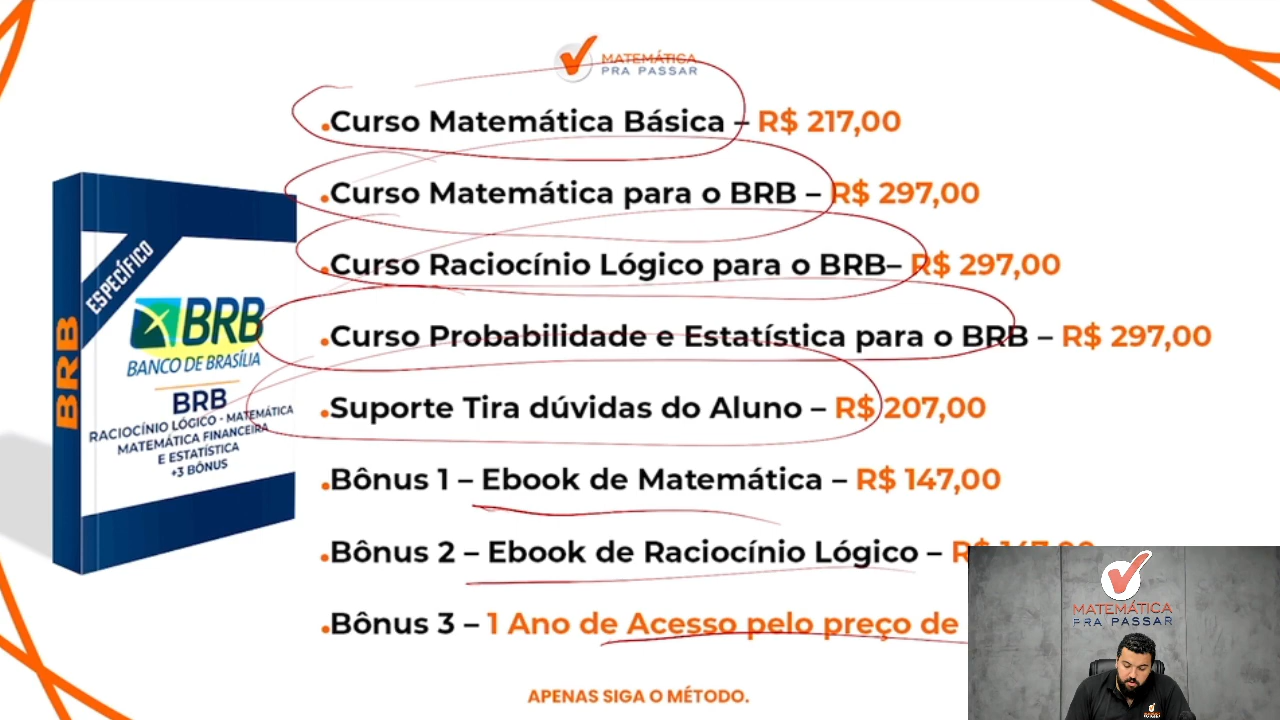 MATEMÁTICA
PRA PASSAR
.Curso Matemática Básica – R$ 217,00
.Curso Matemática para o BRB – R$ 297,00
.Curso Raciocínio Lógico para o BRB– R$ 297,00
.Curso Probabilidade e Estatística para o BRB – R$ 297,00
.Suporte Tira dúvidas do Aluno – R$ 207,00
.Bônus 1 – Ebook de Matemática – R$ 147,00
.Bônus 2 – Ebook de Raciocínio Lógico –
.Bônus 3 – 1 Ano de Acesso pelo preço de
APENAS SIGA O MÉTODO.
ESPECÍFICO
BRB
BRB
BANCO DE BRASÍLIA
BRB
RACIOCÍNIO LÓGICO - MATEMÁTICA
MATEMÁTICA FINANCEIRA
E ESTATÍSTICA
+3 BÔNUS
MATEMÁTICA
PRA PASSAR